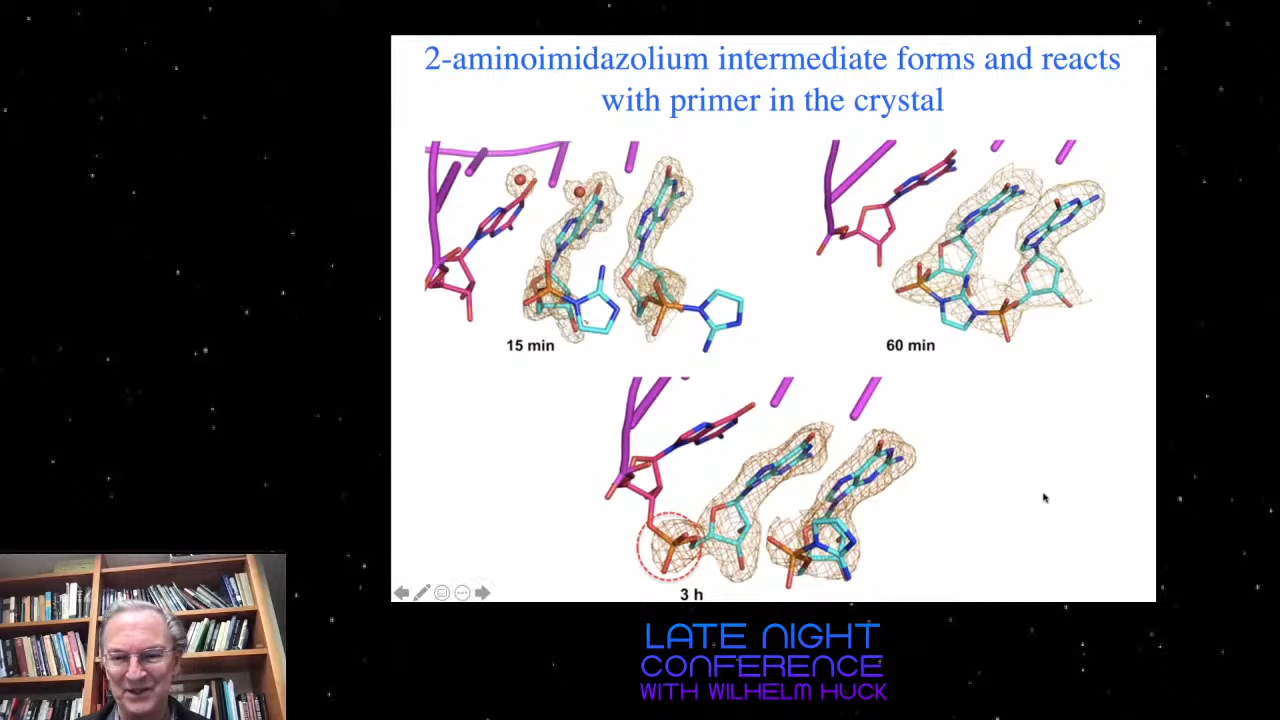 2-aminoimidazolium intermediate forms and reacts
with primer in the crystal
15 min
60 min
3 h
LATE NIGHT
CONFERENCE
WITH WILHELM HUCK